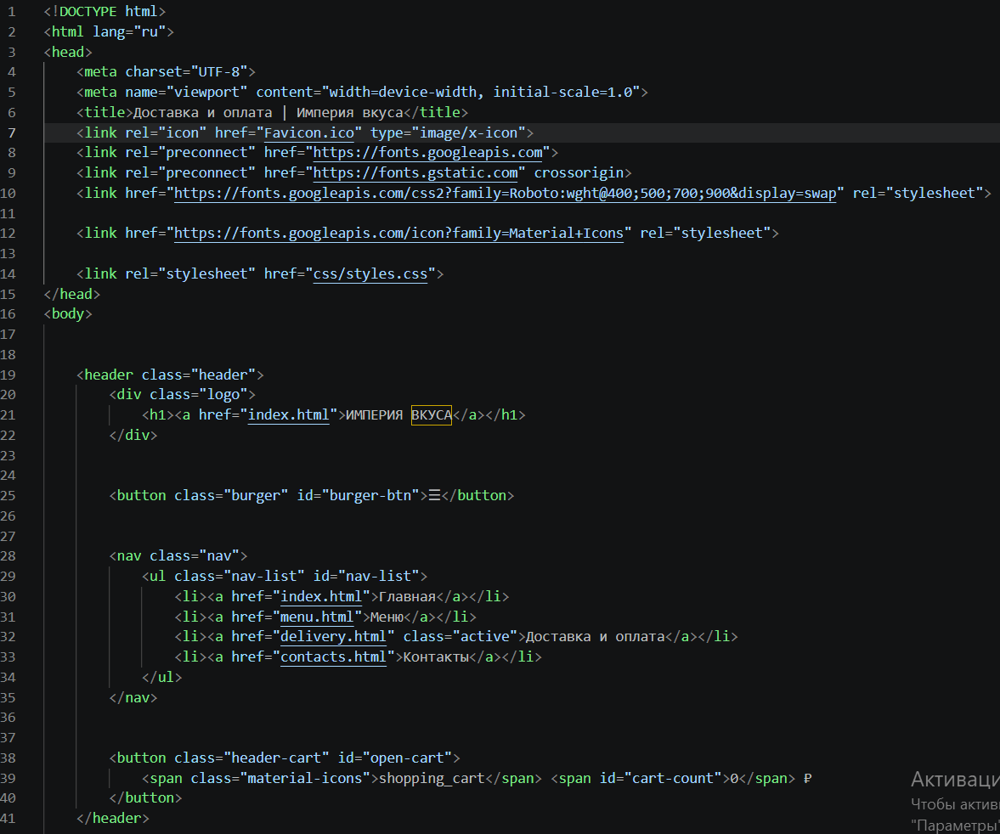 1 <!DOCTYPE html>
2 <html lang="ru">
3 <head>
4 <meta charset="UTF-8">
5 <meta name="viewport" content="width=device-width, initial-scale=1.0">
6 <title>Доставка и оплата | Империя вкуса</title>
7 <link rel="icon" href="Favicon.ico" type="image/x-icon">
8 <link rel="preconnect" href="https://fonts.googleapis.com">
9 <link rel="preconnect" href="https://fonts.gstatic.com" crossorigin>
10 <link href="https://fonts.googleapis.com/css2?family=Roboto:wght@400;500;700;900&display=swap" rel="stylesheet">
11
12 <link href="https://fonts.googleapis.com/icon?family=Material+Icons" rel="stylesheet">
13
14 <link rel="stylesheet" href="css/styles.css">
15 </head>
16 <body>
17
18
19 <header class="header">
20 <div class="logo">
21 <h1><a href="index.html">ИМПЕРИЯ ВКУСА</a></h1>
22 </div>
23
24
25 <button class="burger" id="burger-btn">☰</button>
26
27
28 <nav class="nav">
29 <ul class="nav-list" id="nav-list">
30 <li><a href="index.html">Главная</a></li>
31 <li><a href="menu.html">Меню</a></li>
32 <li><a href="delivery.html" class="active">Доставка и оплата</a></li>
33 <li><a href="contacts.html">Контакты</a></li>
34 </ul>
35 </nav>
36
37
38 <button class="header-cart" id="open-cart">
39 <span class="material-icons">shopping_cart</span> <span id="cart-count">0</span> ₽
40 </button>
41 </header>
Активаци
Чтобы актив
"Параметры"